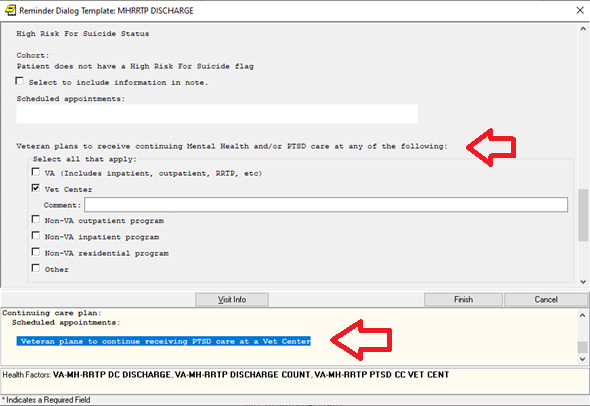 Reminder Dialog Template: MHRRTP DISCHARGE
High Risk For Suicide Status
Cohort:
Patient does not have a High Risk For Suicide flag
Select to include information in note.
Scheduled appointments:
Veteran plans to receive continuing Mental Health and/or PTSD care at any of the following:
Select all that apply:
VA (Includes inpatient, outpatient, RRTP, etc)
Vet Center
Comment:
Non-VA outpatient program
Non-VA inpatient program
Non-VA residential program
Other
Visit Info Finish Cancel
Continuing care plan:
Scheduled appointments:
Veteran plans to continue receiving PTSD care at a Vet Center
Health Factors: VA-MH-RRTP DC DISCHARGE, VA-MH-RRTP DISCHARGE COUNT, VA-MH-RRTP PTSD CC VET CENT
* Indicates a Required Field